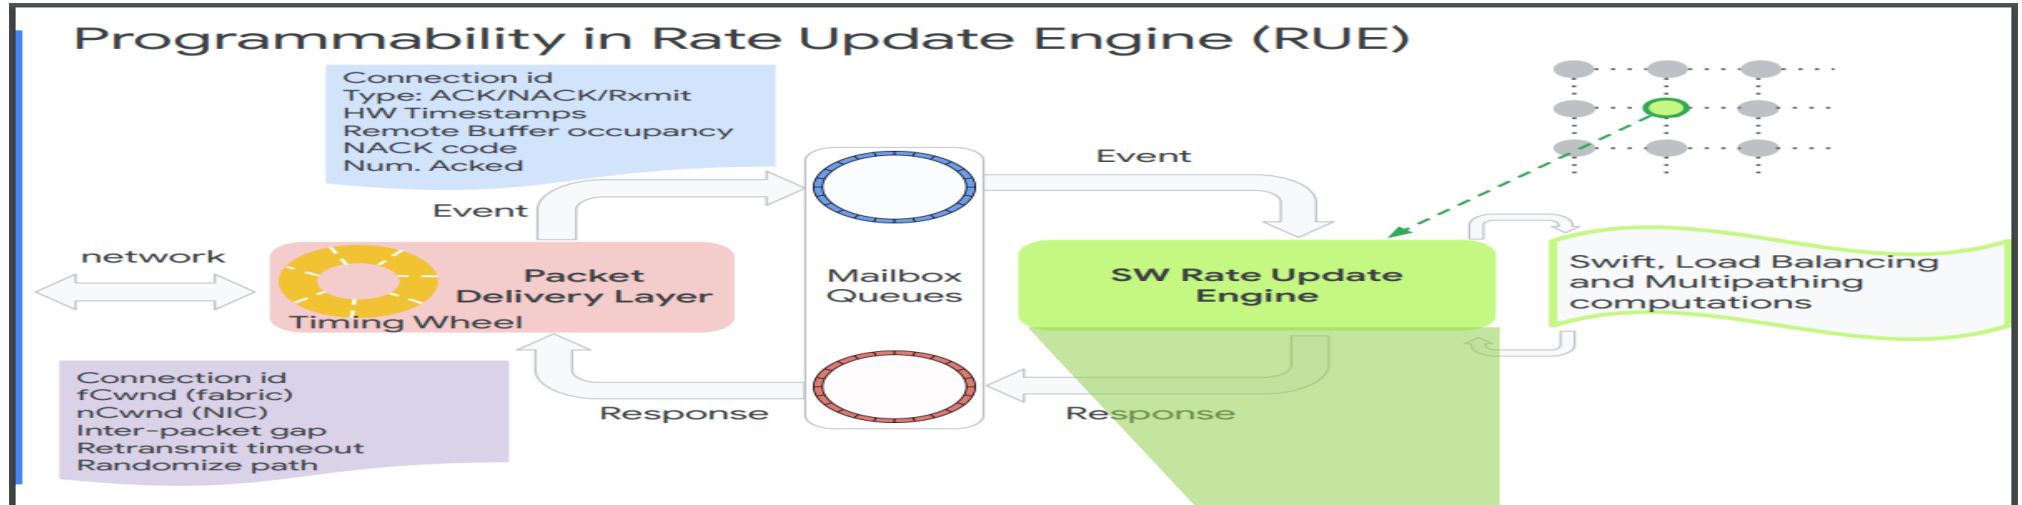 Programmability in Rate Update Engine (RUE)
Connection id
Type: ACK/NACK/Rxmit
HW Timestamps
Remote Buffer occupancy
NACK code
Num. Acked
Event
Event
network
Packet
Delivery Layer
Timing Wheel
Mailbox
Queues
SW Rate Update
Engine
Swift, Load Balancing
and Multipathing
computations
Connection id
fCwnd (fabric)
nCwnd (NIC)
Inter-packet gap
Retransmit timeout
Randomize path
Response
Response